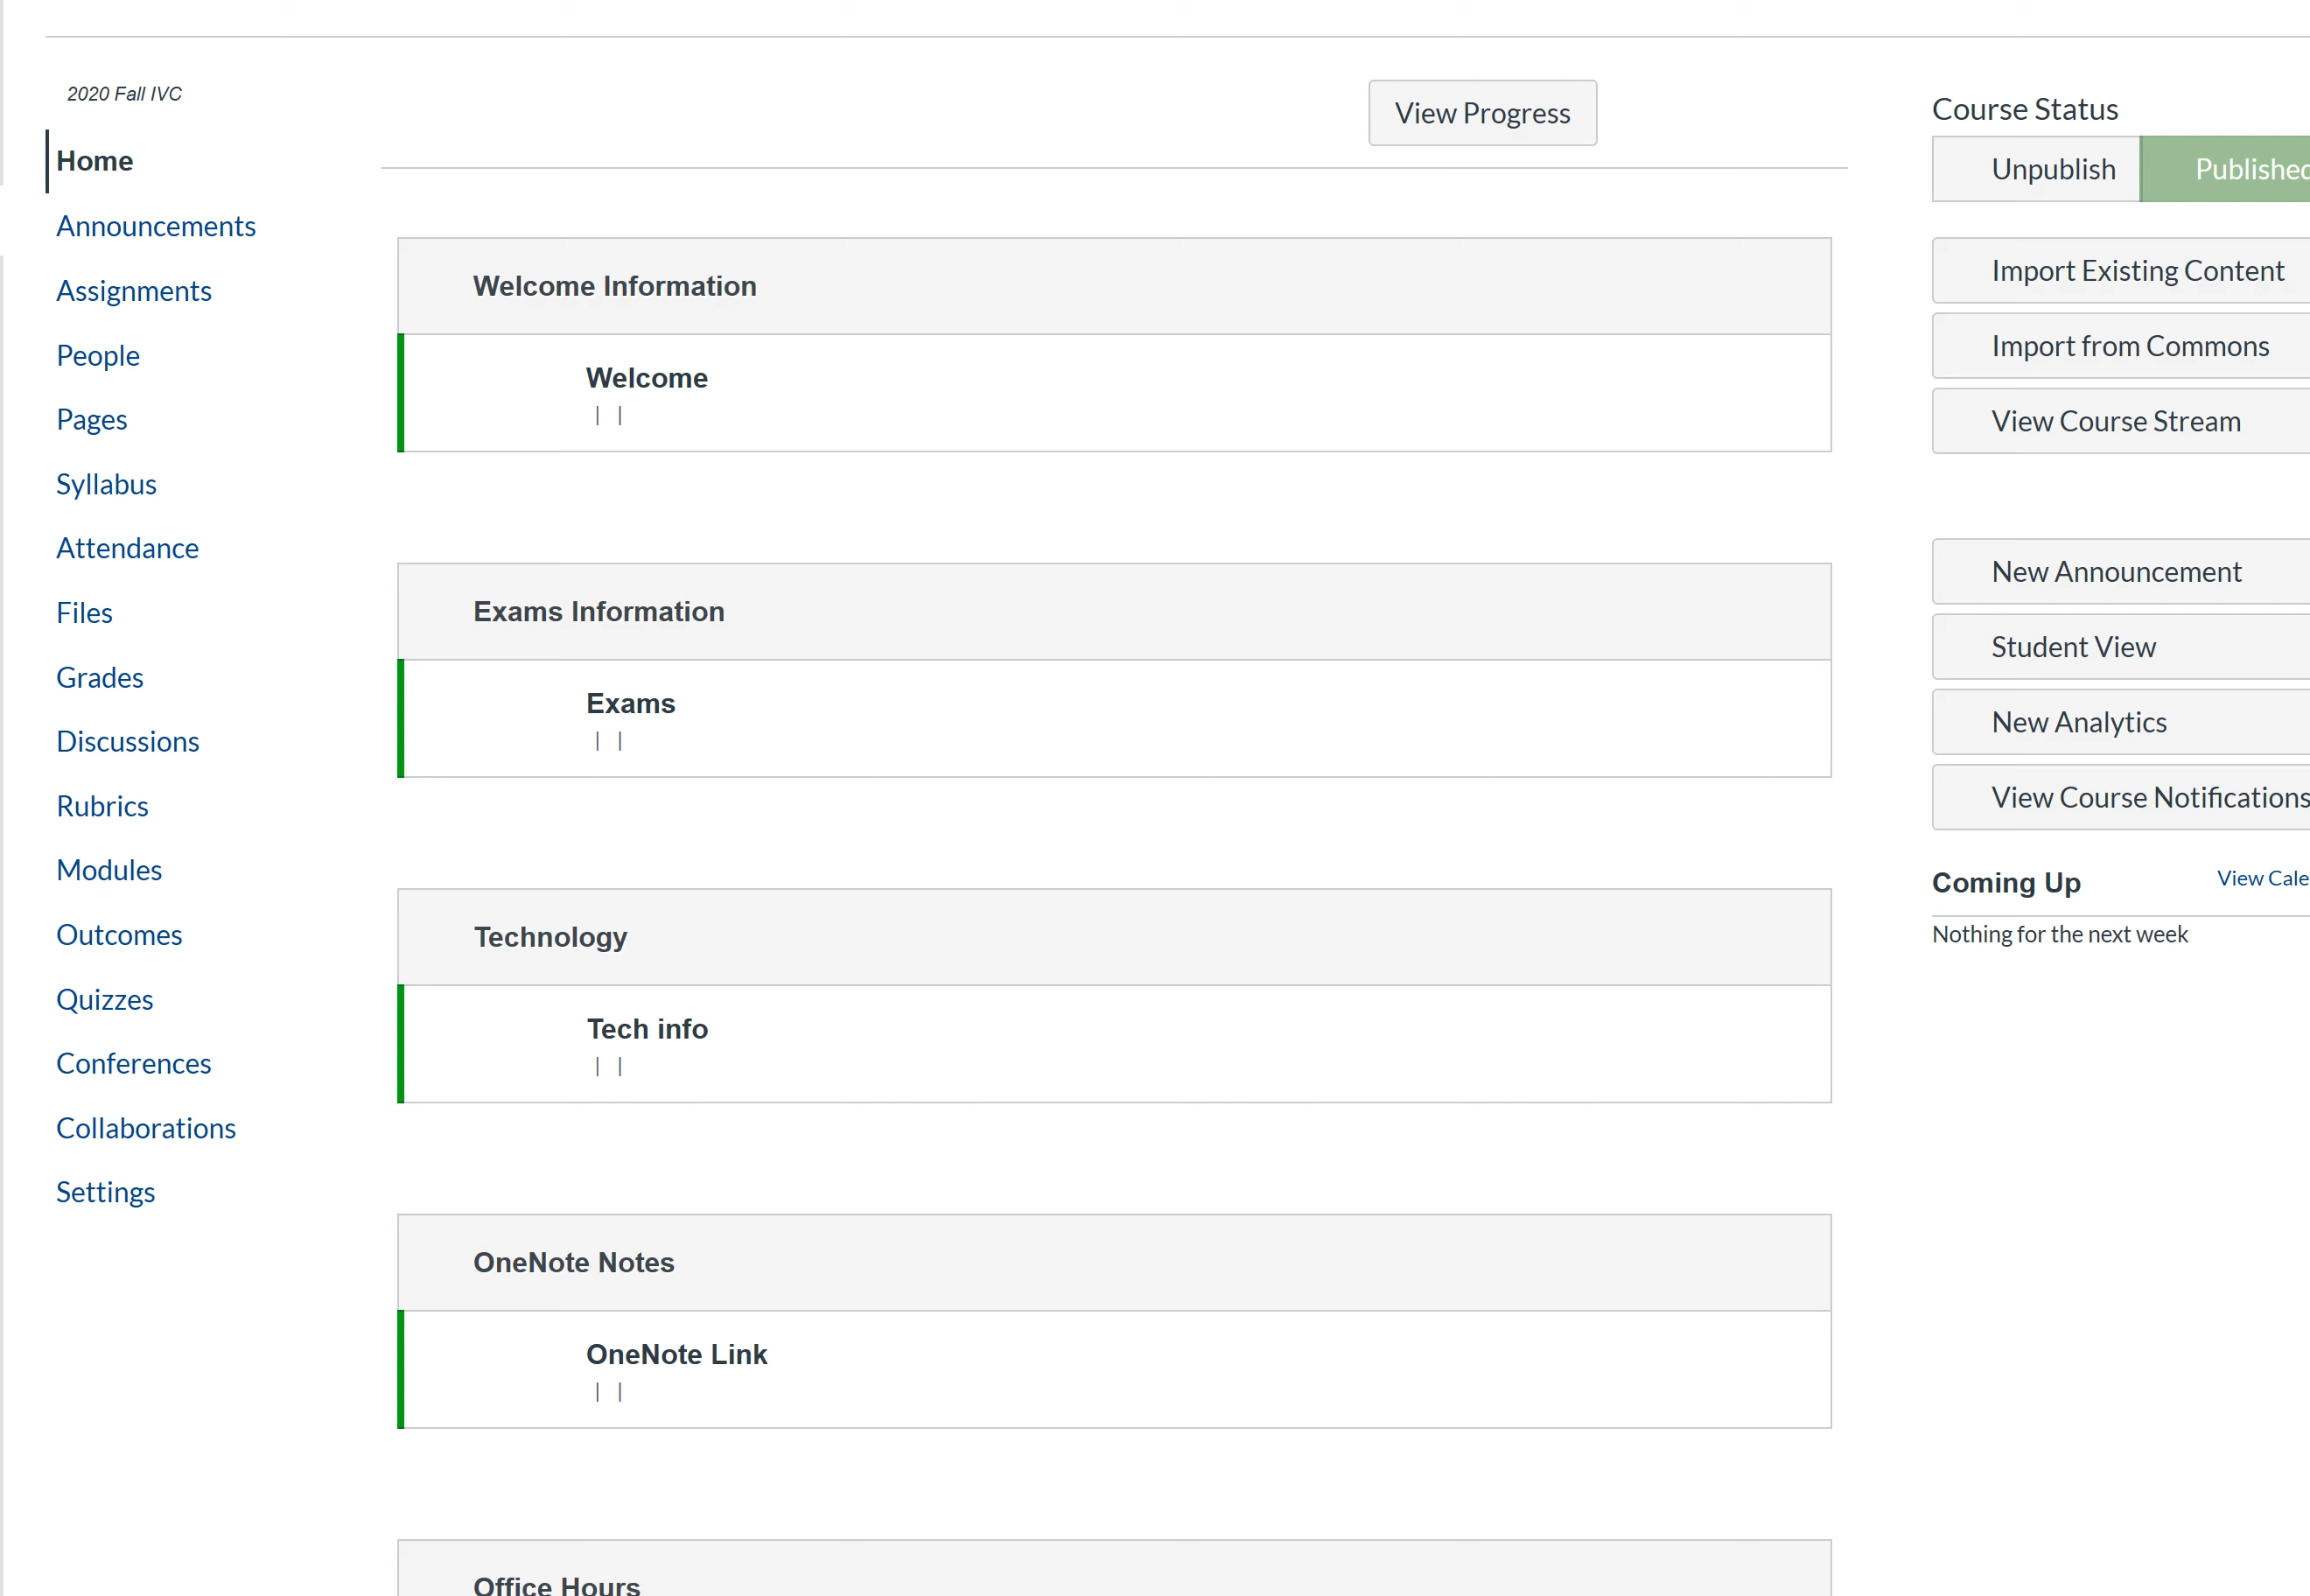 2020 Fall IVC
Home
Announcements
Assignments
People
Pages
Syllabus
Attendance
Files
Grades
Discussions
Rubrics
Modules
Outcomes
Quizzes
Conferences
Collaborations
Settings
View Progress
Welcome Information
Welcome
| |
Exams Information
Exams
| |
Technology
Tech info
| |
OneNote Notes
OneNote Link
| |
Office Hours
Course Status
Unpublish
Published
Import Existing Content
Import from Commons
View Course Stream
New Announcement
Student View
New Analytics
View Course Notifications
Coming Up
View Cale
Nothing for the next week